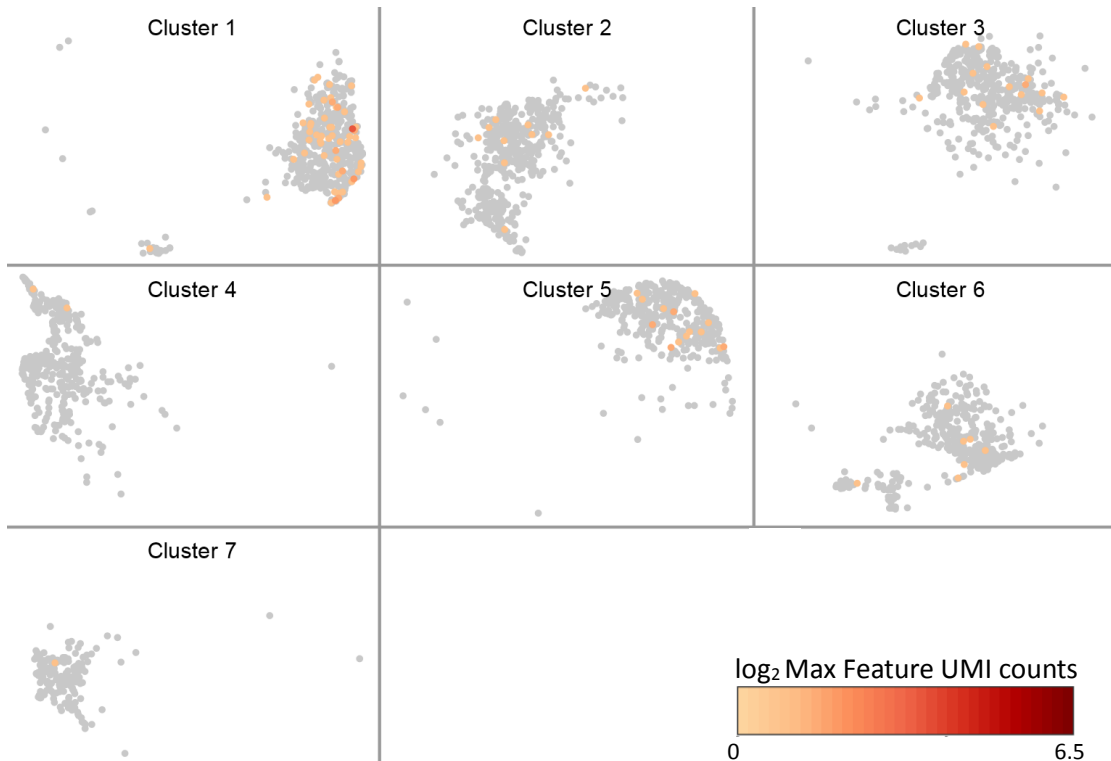 Cluster 1
Cluster 2
Cluster 3
Cluster 4
Cluster 5
Cluster 6
Cluster 7
log₂ Max Feature UMI counts
0 6.5